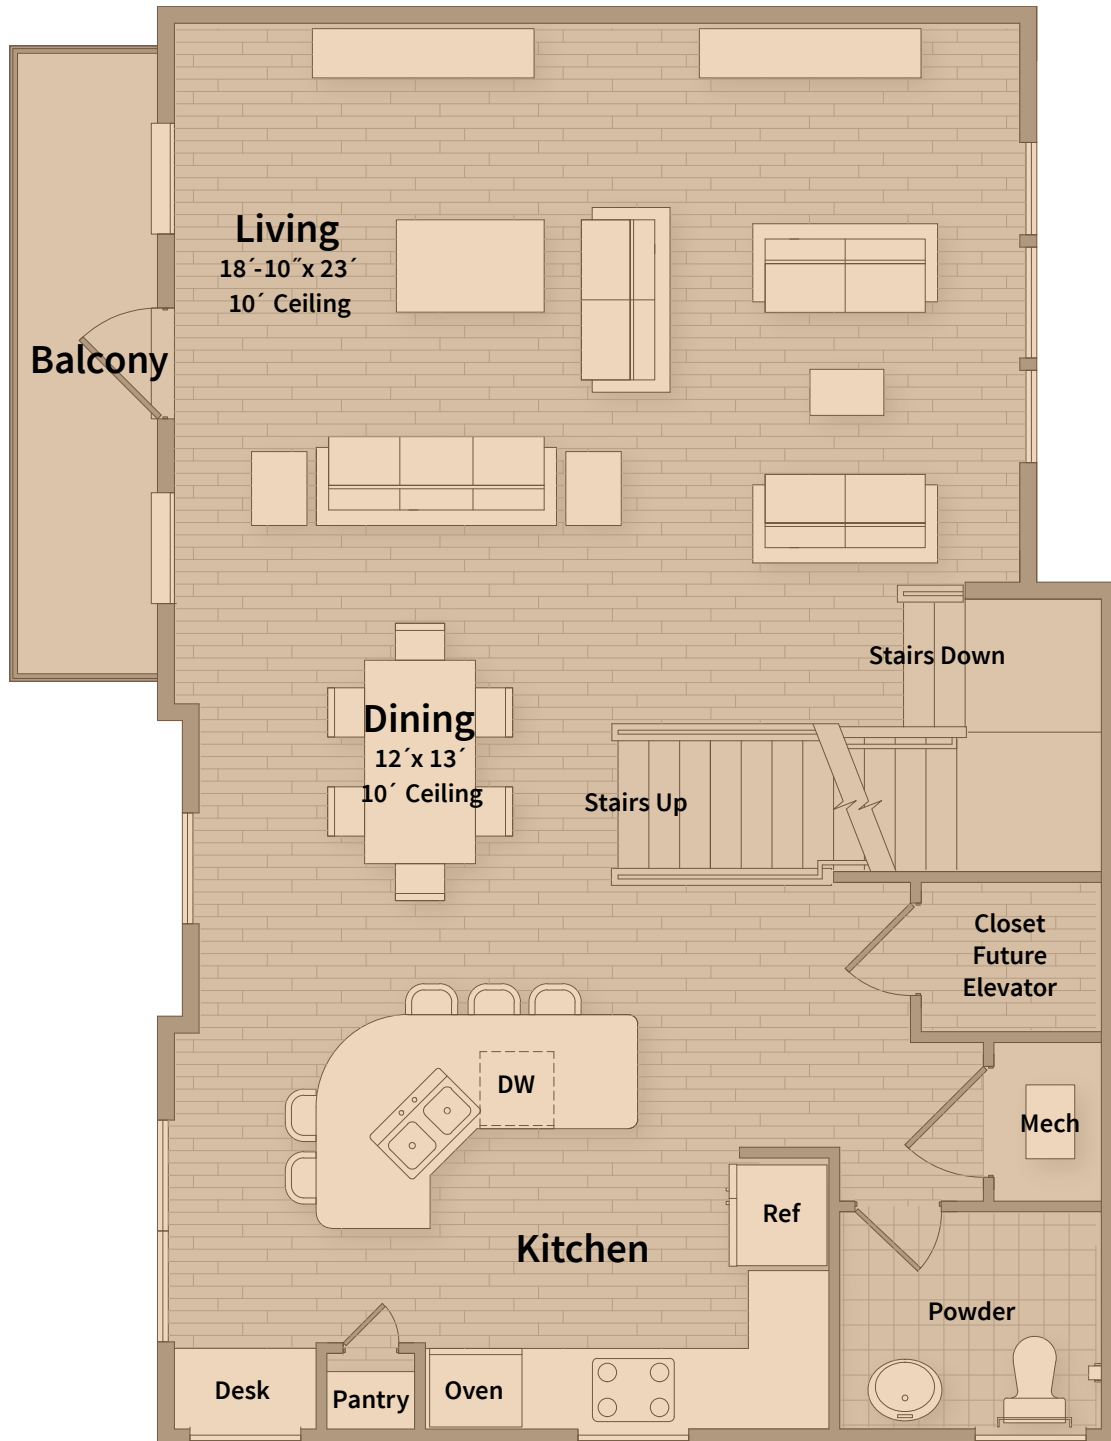 Living
18´-10˝x 23´
10´ Ceiling
Balcony
Stairs Down
Dining
12´x 13´
10´ Ceiling
Stairs Up
Closet
Future
Elevator
DW
Mech
Ref
Kitchen
Powder
Desk
Pantry
Oven